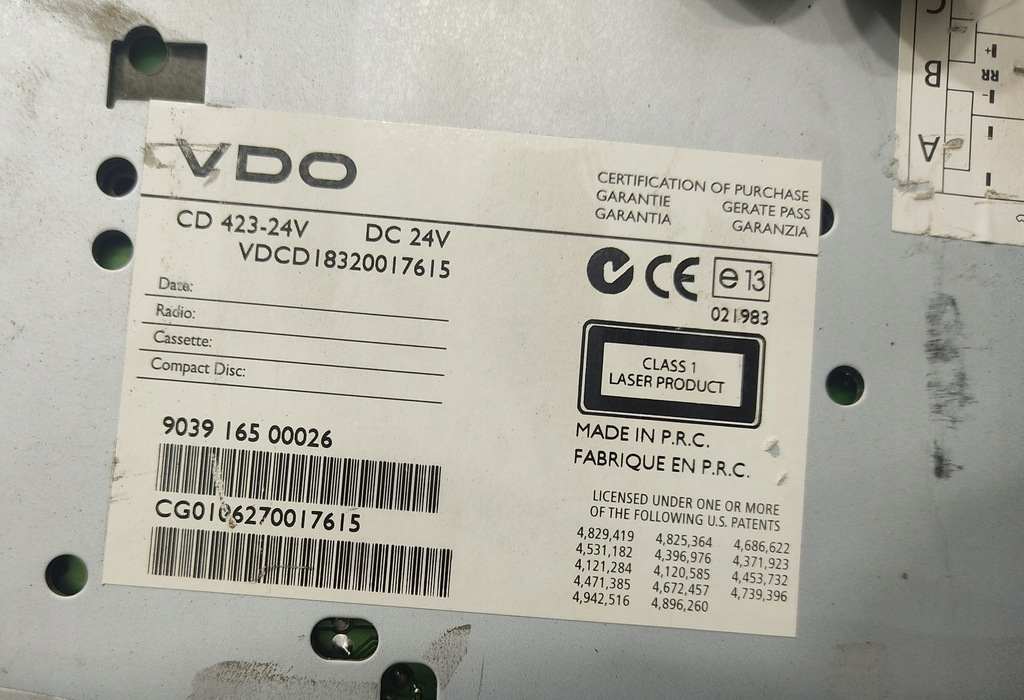 VDO
CERTIFICATION OF PURCHASE
GARANTIE GERATE PASS
GARANTIA GARANZIA
CD 423-24V DC 24V
VDCD18320017615
Date:
Radio:
Cassette:
Compact Disc:
CE e 13
021983
CLASS 1
LASER PRODUCT
MADE IN P.R.C.
FABRIQUE EN P.R.C.
9039 165 00026
CG0106270017615
LICENSED UNDER ONE OR MORE
OF THE FOLLOWING U.S. PATENTS
4,829,419 4,825,364 4,686,622
4,531,182 4,396,976 4,371,923
4,121,284 4,120,585 4,453,732
4,471,385 4,672,457 4,739,396
4,942,516 4,896,260
A
B
C
- - - RR +